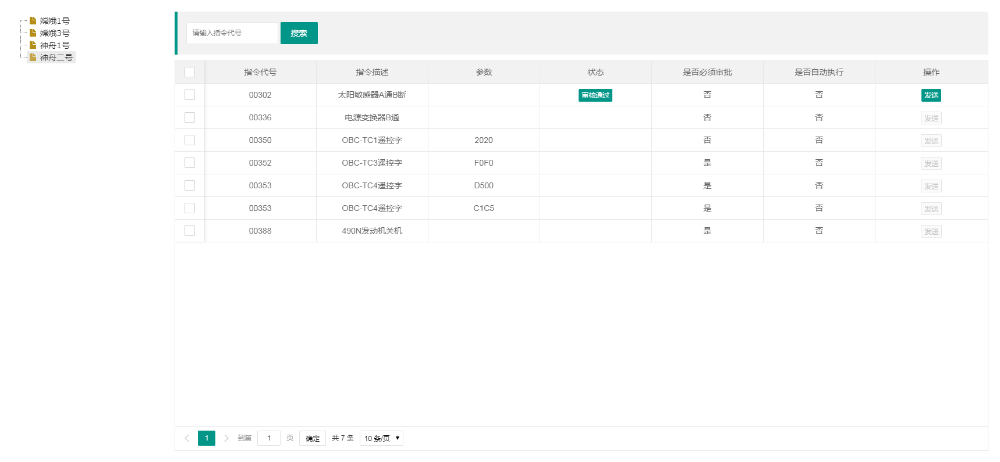 嫦娥1号
嫦娥3号
神舟1号
神舟二号
请输入指令代号 搜索
指令代号 指令描述 参数 状态 是否必须审批 是否自动执行 操作
00302 太阳敏感器A通B断 审核通过 否 否 发送
00336 电源变换器B通 否 否 发送
00350 OBC-TC1遥控字 2020 否 否 发送
00352 OBC-TC3遥控字 F0F0 是 否 发送
00353 OBC-TC4遥控字 D500 是 否 发送
00353 OBC-TC4遥控字 C1C5 是 否 发送
00388 490N发动机关机 是 否 发送
1 到第 1 页 确定 共 7 条 10 条/页